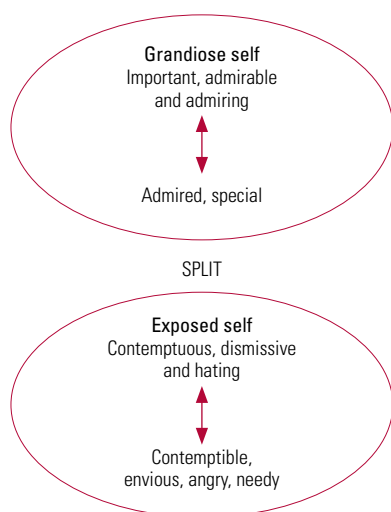 Grandiose self
Important, admirable
and admiring
Admired, special
SPLIT
Exposed self
Contemptuous, dismissive
and hating
Contemptible,
envious, angry, needy